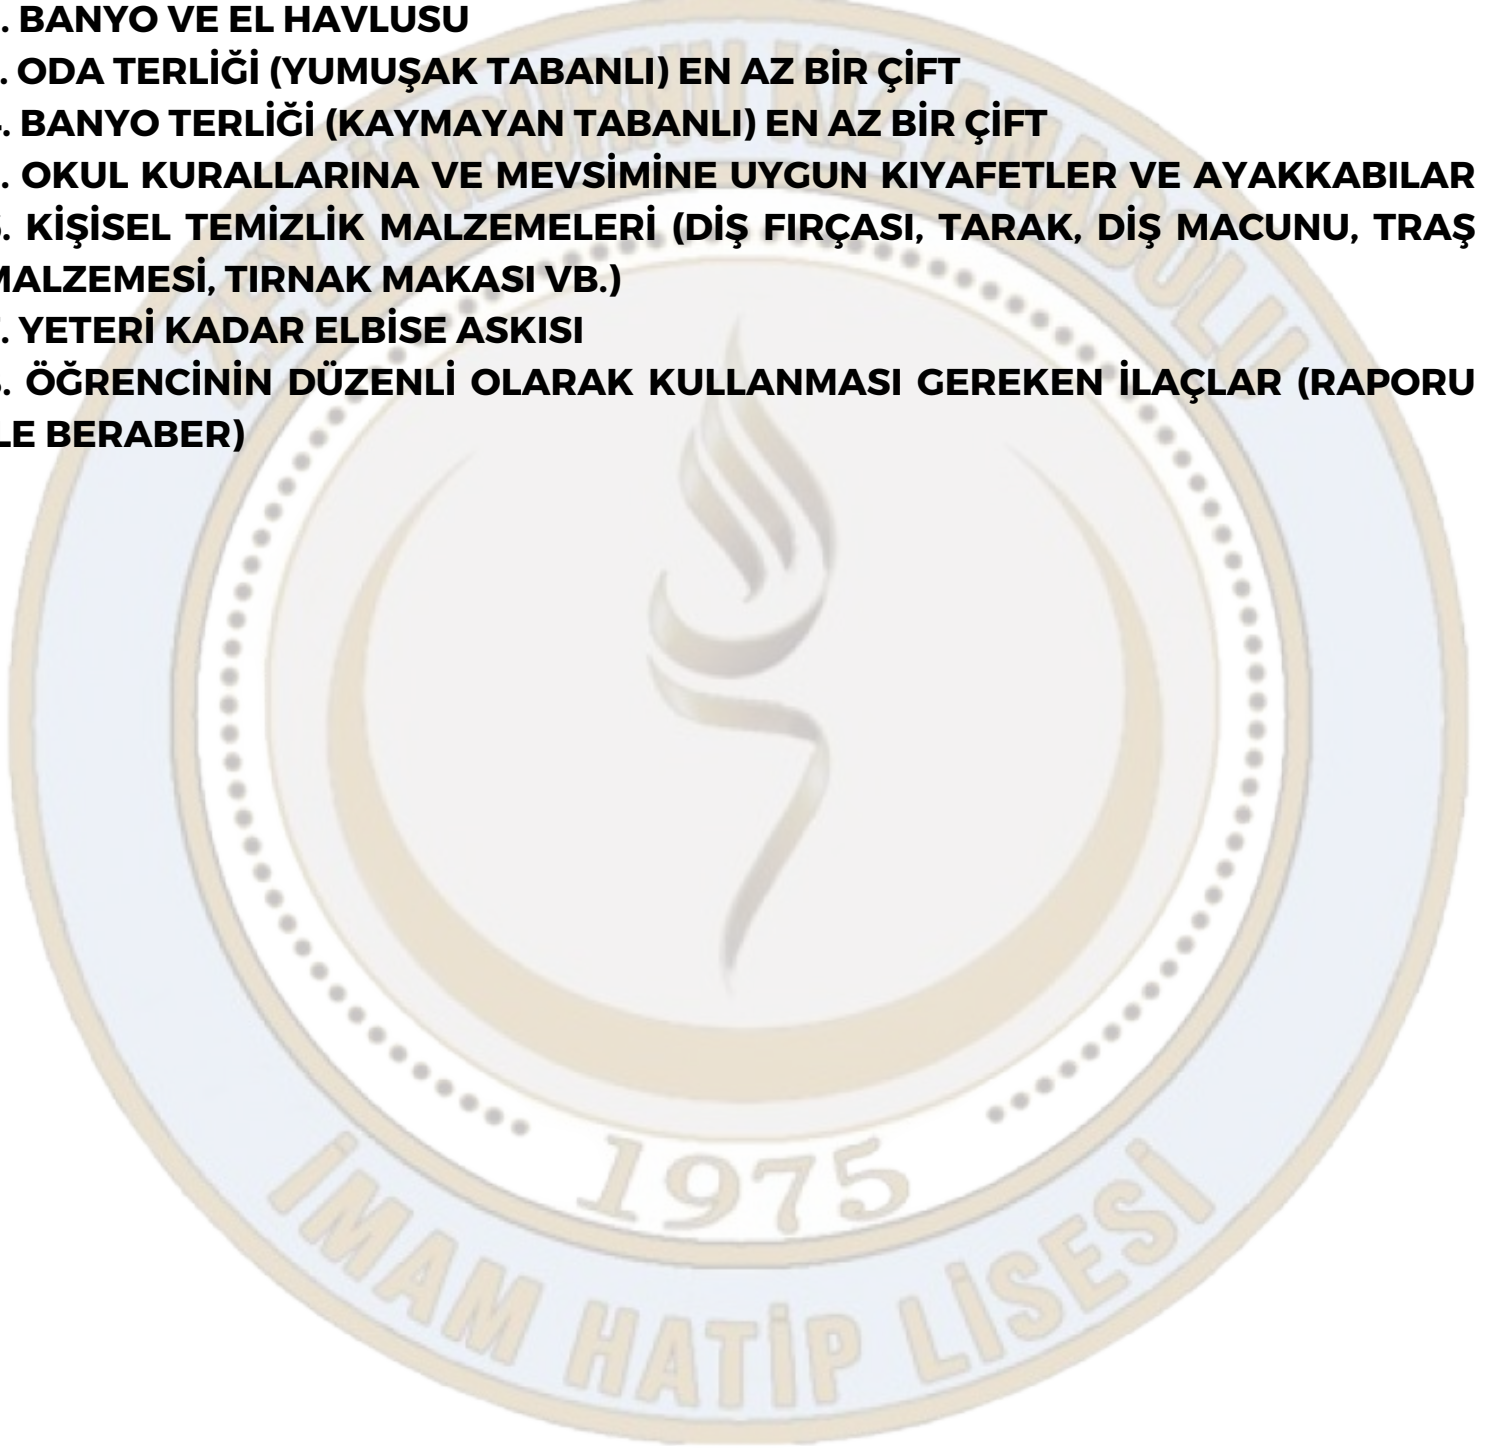 . BANYO VE EL HAVLUSU
. ODA TERLİĞİ (YUMUŞAK TABANLI) EN AZ BİR ÇİFT
. BANYO TERLİĞİ (KAYMAYAN TABANLI) EN AZ BİR ÇİFT
. OKUL KURALLARINA VE MEVSİMİNE UYGUN KIYAFETLER VE AYAKKABILAR
. KİŞİSEL TEMİZLİK MALZEMELERİ (DİŞ FIRÇASI, TARAK, DİŞ MACUNU, TRAŞ
MALZEMESİ, TIRNAK MAKASI VB.)
. YETERİ KADAR ELBİSE ASKISI
. ÖĞRENCİNİN DÜZENLİ OLARAK KULLANMASI GEREKEN İLAÇLAR (RAPORU
LE BERABER)
KIZ ANADOLU
1975
İMAM HATİP LİSESİ